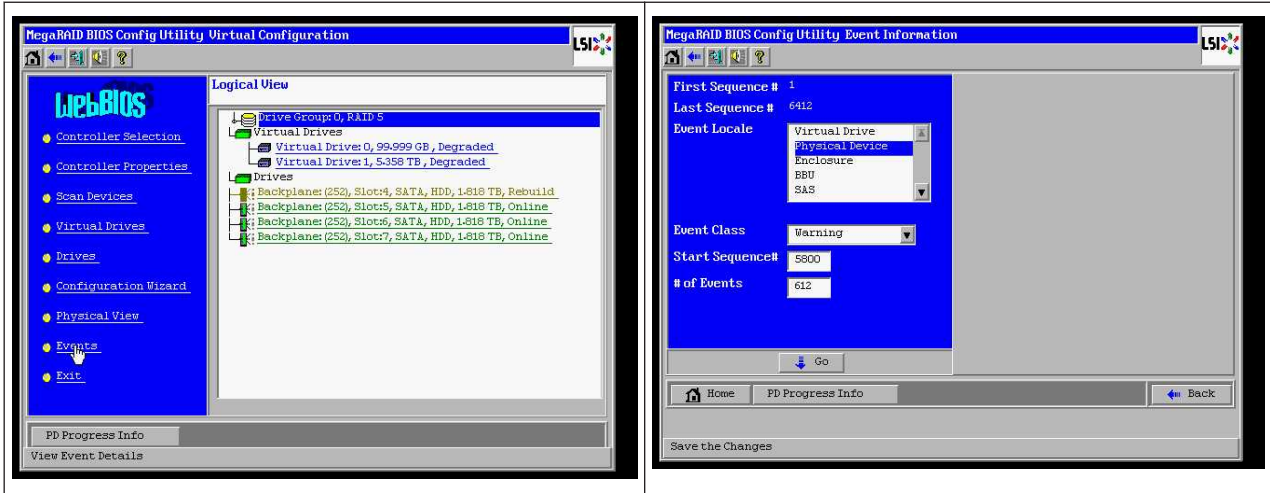 MegaRAID BIOS Config Utility Virtual Configuration
LSI
WebBIOS
Controller Selection
Controller Properties
Scan Devices
Virtual Drives
Drives
Configuration Wizard
Physical View
Events
Exit
Logical View
Drive Group: 0, RAID 5
Virtual Drives
Virtual Drive: 0, 99.999 GB, Degraded
Virtual Drive: 1, 5.358 TB, Degraded
Drives
Backplane: (252), Slot:4, SATA, HDD, 1.818 TB, Rebuild
Backplane: (252), Slot:5, SATA, HDD, 1.818 TB, Online
Backplane: (252), Slot:6, SATA, HDD, 1.818 TB, Online
Backplane: (252), Slot:7, SATA, HDD, 1.818 TB, Online
PD Progress Info
View Event Details
MegaRAID BIOS Config Utility Event Information
LSI
First Sequence # 1
Last Sequence # 6412
Event Locale
Virtual Drive
Physical Device
Enclosure
BBU
SAS
Event Class Warning
Start Sequence# 5800
# of Events 612
Go
Home PD Progress Info Back
Save the Changes